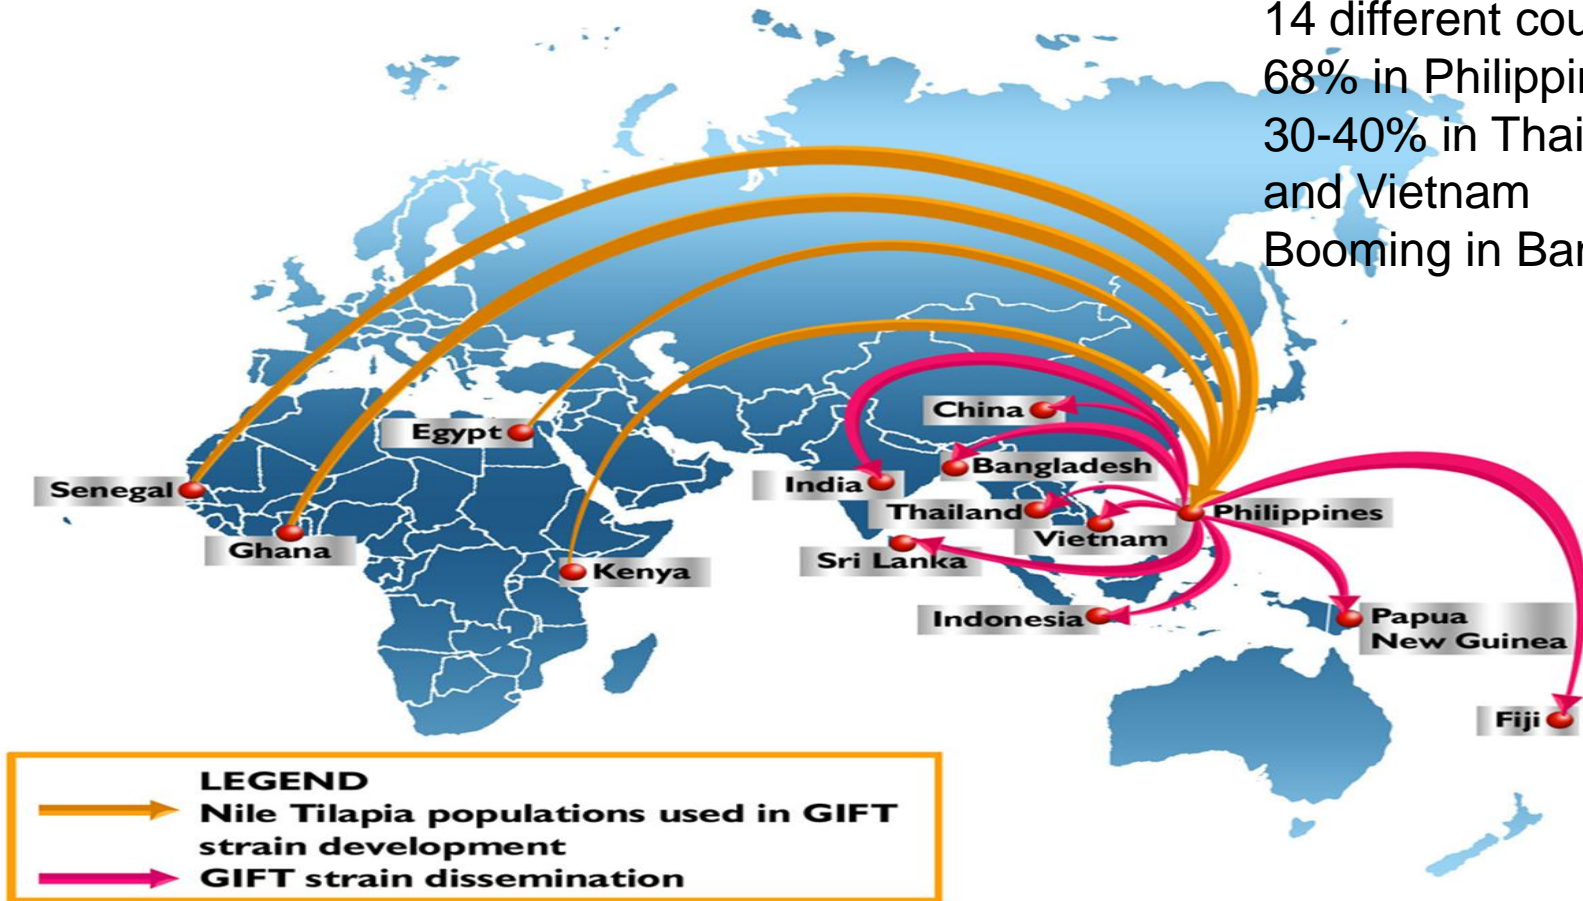 14 different cou
68% in Philippin
30-40% in Thai
and Vietnam
Booming in Ban
China
Egypt
Bangladesh
India
Senegal
Thailand
Philippines
Vietnam
Ghana
Sri Lanka
Kenya
Indonesia
Papua
New Guinea
Fiji
LEGEND
Nile Tilapia populations used in GIFT
strain development
GIFT strain dissemination